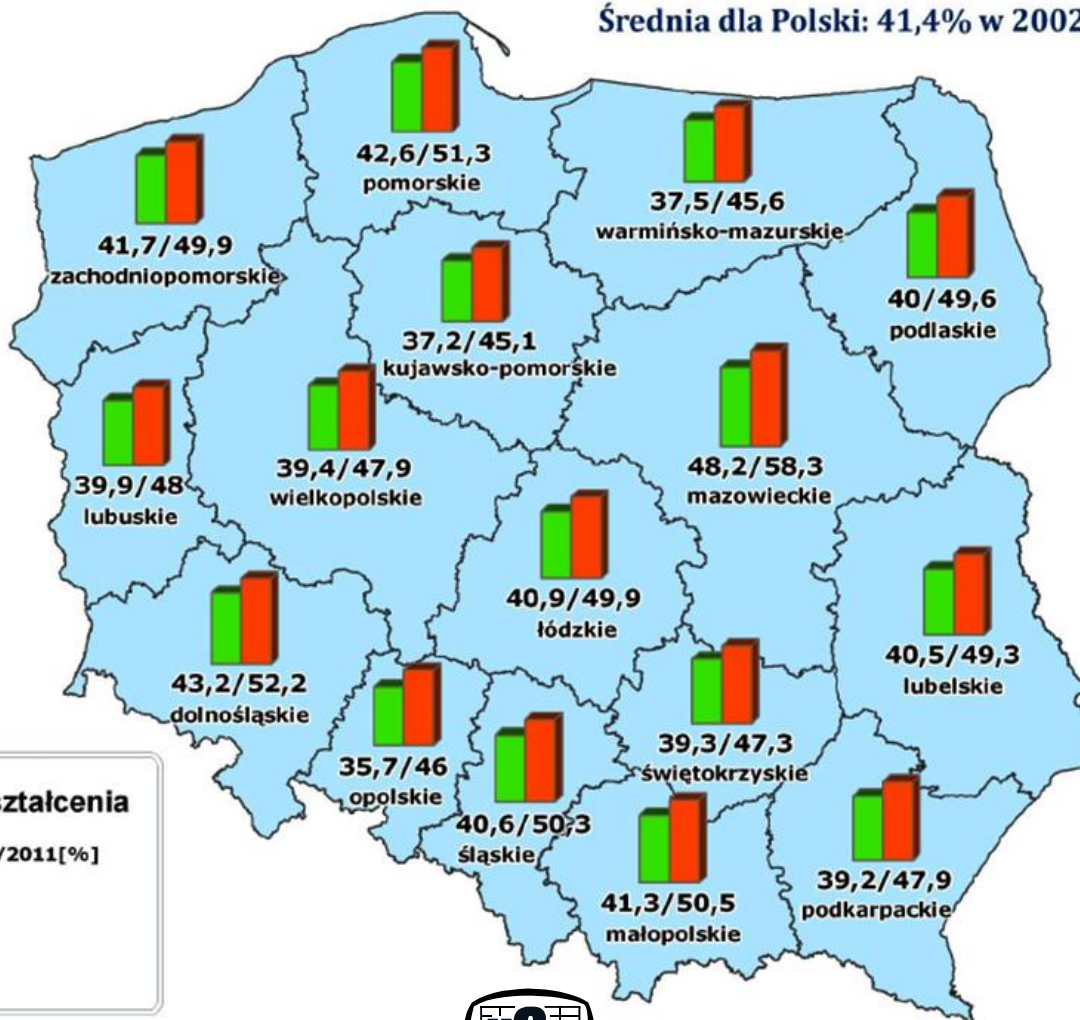 Średnia dla Polski: 41,4% w 2002
42,6/51,3
pomorskie
37,5/45,6
warmińsko-mazurskie
41,7/49,9
zachodniopomorskie
40/49,6
podlaskie
37,2/45,1
kujawsko-pomorskie
39,4/47,9
wielkopolskie
48,2/58,3
mazowieckie
39,9/48
lubuskie
40,9/49,9
łódzkie
40,5/49,3
lubelskie
43,2/52,2
dolnośląskie
39,3/47,3
świętokrzyskie
35,7/46
opolskie
40,6/50,3
śląskie
41,3/50,5
małopolskie
39,2/47,9
podkarpackie
ształcenia
/2011[%]